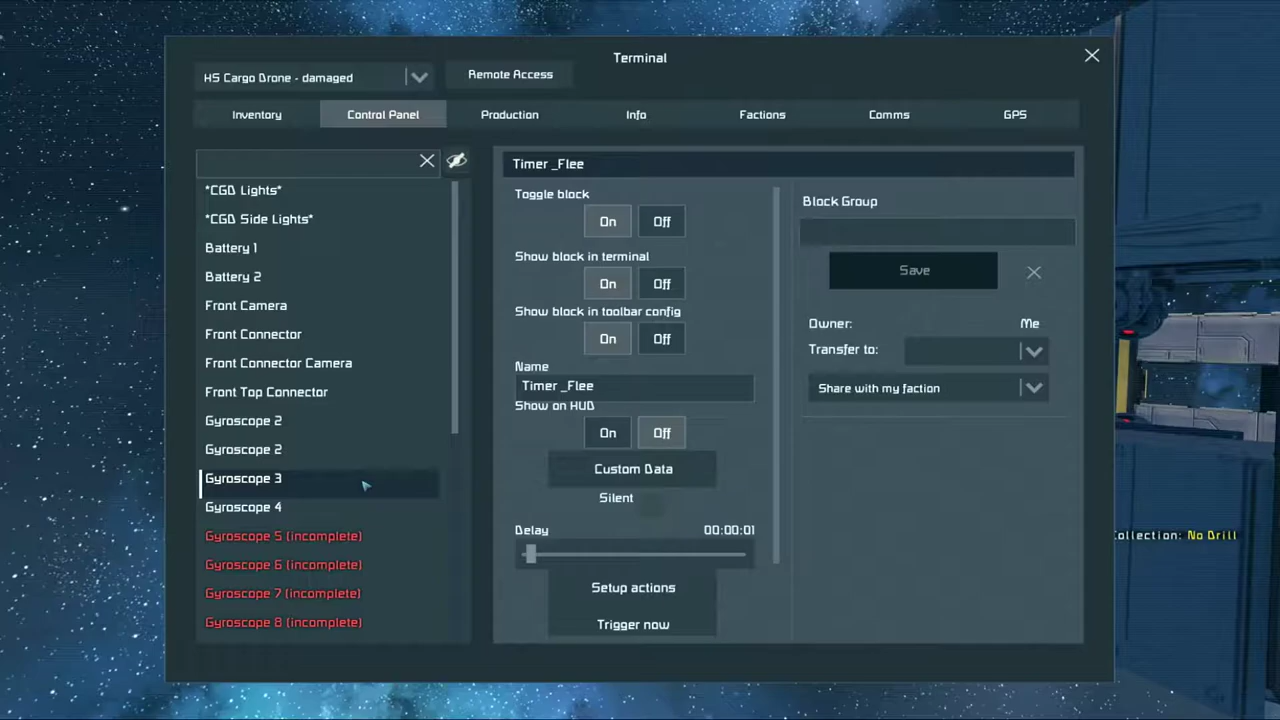 Terminal
HS Cargo Drone - damaged
Remote Access
Inventory
Control Panel
Production
Info
Factions
Comms
GPS
*CGD Lights*
*CGD Side Lights*
Battery 1
Battery 2
Front Camera
Front Connector
Front Connector Camera
Front Top Connector
Gyroscope 2
Gyroscope 2
Gyroscope 3
Gyroscope 4
Gyroscope 5 (incomplete)
Gyroscope 6 (incomplete)
Gyroscope 7 (incomplete)
Gyroscope 8 (incomplete)
Timer _Flee
Toggle block
On Off
Show block in terminal
On Off
Show block in toolbar config
On Off
Name
Timer _Flee
Show on HUD
On Off
Custom Data
Silent
Delay 00:00:01
Setup actions
Trigger now
Block Group
Save
Owner: Me
Transfer to:
Share with my faction
ollection: No Drill